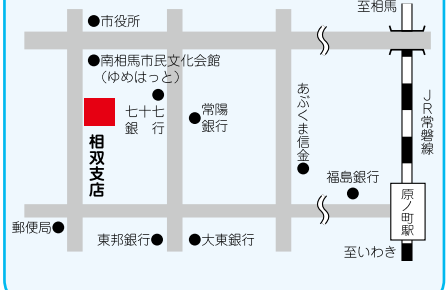 至相馬
市役所
南相馬市民文化会館
（ゆめはっと）
七十七
銀　行
常陽
銀行
相双支店
あぶくま信金
JR常磐線
福島銀行
原ノ町駅
郵便局
東邦銀行
大東銀行
至いわき